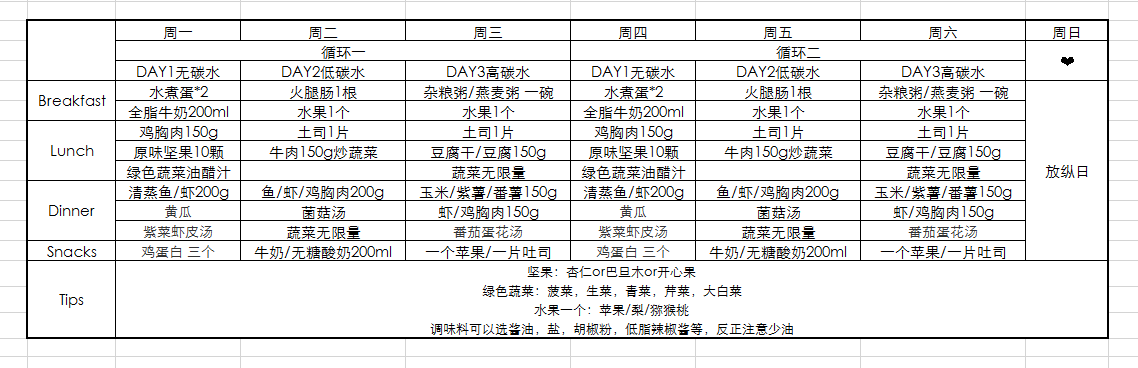 周一 周二 周三 周四 周五 周六 周日
循环一 循环二 ❤
DAY1无碳水 DAY2低碳水 DAY3高碳水 DAY1无碳水 DAY2低碳水 DAY3高碳水
Breakfast 水煮蛋*2 火腿肠1根 杂粮粥/燕麦粥 一碗 水煮蛋*2 火腿肠1根 杂粮粥/燕麦粥 一碗
全脂牛奶200ml 水果1个 水果1个 全脂牛奶200ml 水果1个 水果1个
Lunch 鸡胸肉150g 土司1片 土司1片 鸡胸肉150g 土司1片 土司1片
原味坚果10颗 牛肉150g炒蔬菜 豆腐干/豆腐150g 原味坚果10颗 牛肉150g炒蔬菜 豆腐干/豆腐150g
绿色蔬菜油醋汁 蔬菜无限量 绿色蔬菜油醋汁 蔬菜无限量 放纵日
Dinner 清蒸鱼/虾200g 鱼/虾/鸡胸肉200g 玉米/紫薯/番薯150g 清蒸鱼/虾200g 鱼/虾/鸡胸肉200g 玉米/紫薯/番薯150g
黄瓜 菌菇汤 虾/鸡胸肉150g 黄瓜 菌菇汤 虾/鸡胸肉150g
紫菜虾皮汤 蔬菜无限量 番茄蛋花汤 紫菜虾皮汤 蔬菜无限量 番茄蛋花汤
Snacks 鸡蛋白 三个 牛奶/无糖酸奶200ml 一个苹果/一片吐司 鸡蛋白 三个 牛奶/无糖酸奶200ml 一个苹果/一片吐司
Tips 坚果：杏仁or巴旦木or开心果
绿色蔬菜：菠菜，生菜，青菜，芹菜，大白菜
水果一个：苹果/梨/猕猴桃
调味料可以选酱油，盐，胡椒粉，低脂辣椒酱等，反正注意少油